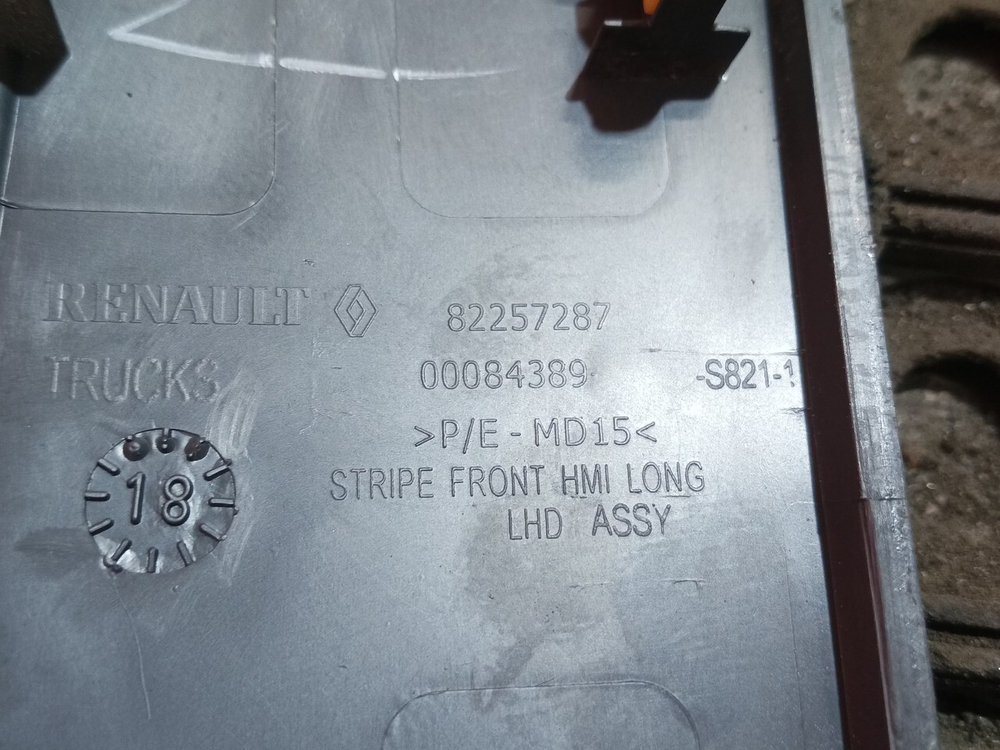 RENAULT 82257287
TRUCKS 00084389 -S821-1
>P/E - MD15<
18
STRIPE FRONT HMI LONG
LHD ASSY